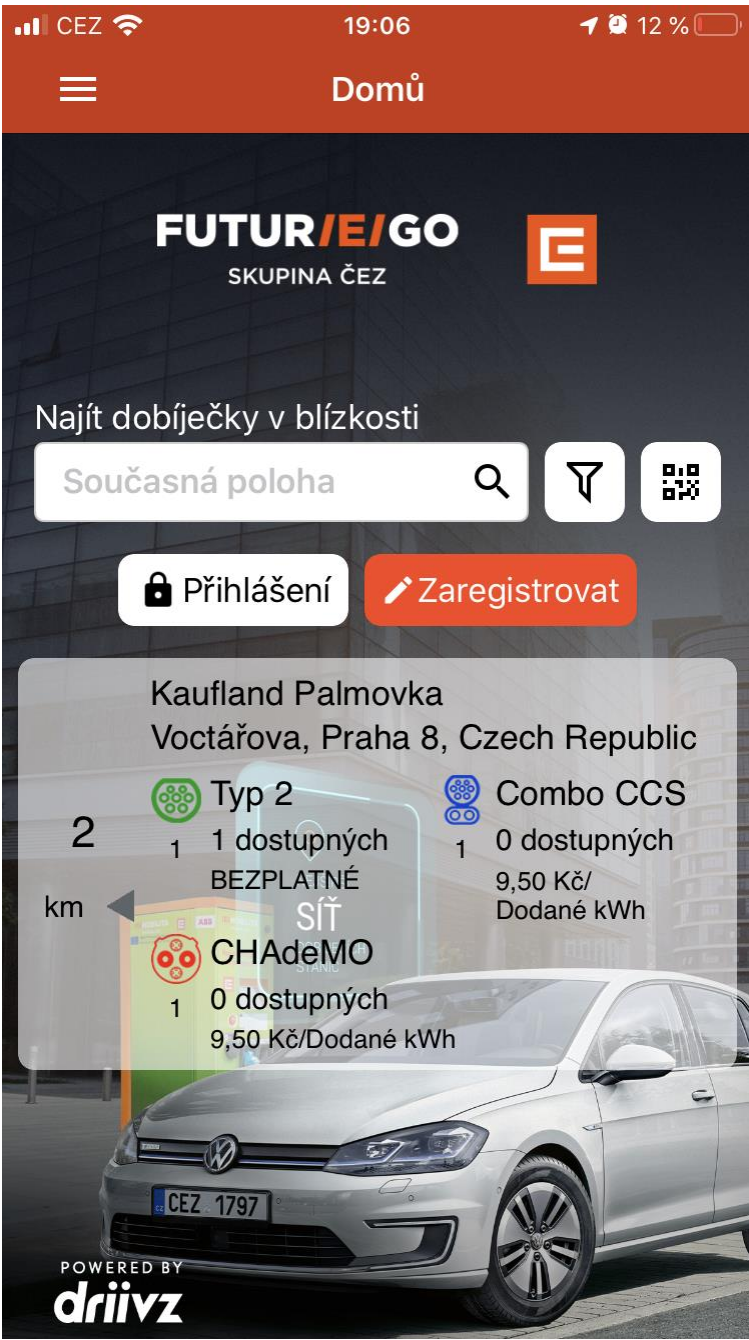 CEZ
19:06
12 %
Domů
FUTUR/E/GO
SKUPINA ČEZ
Najít dobíječky v blízkosti
Současná poloha
Přihlášení
Zaregistrovat
Kaufland Palmovka
Voctářova, Praha 8, Czech Republic
2
km
Typ 2
1
1 dostupných
BEZPLATNÉ
Combo CCS
1
0 dostupných
9,50 Kč/
Dodané kWh
SÍŤ
STANIC
CHAdeMO
1
0 dostupných
9,50 Kč/Dodané kWh
ABB
CEZ 1797
POWERED BY
driivz